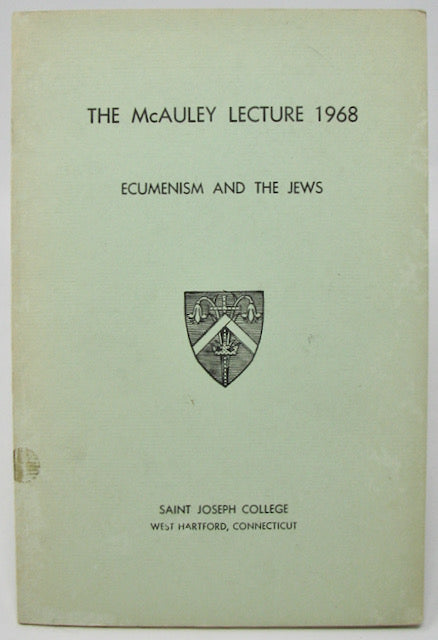 THE McAULEY LECTURE 1968
ECUMENISM AND THE JEWS
SAINT JOSEPH COLLEGE
WEST HARTFORD, CONNECTICUT